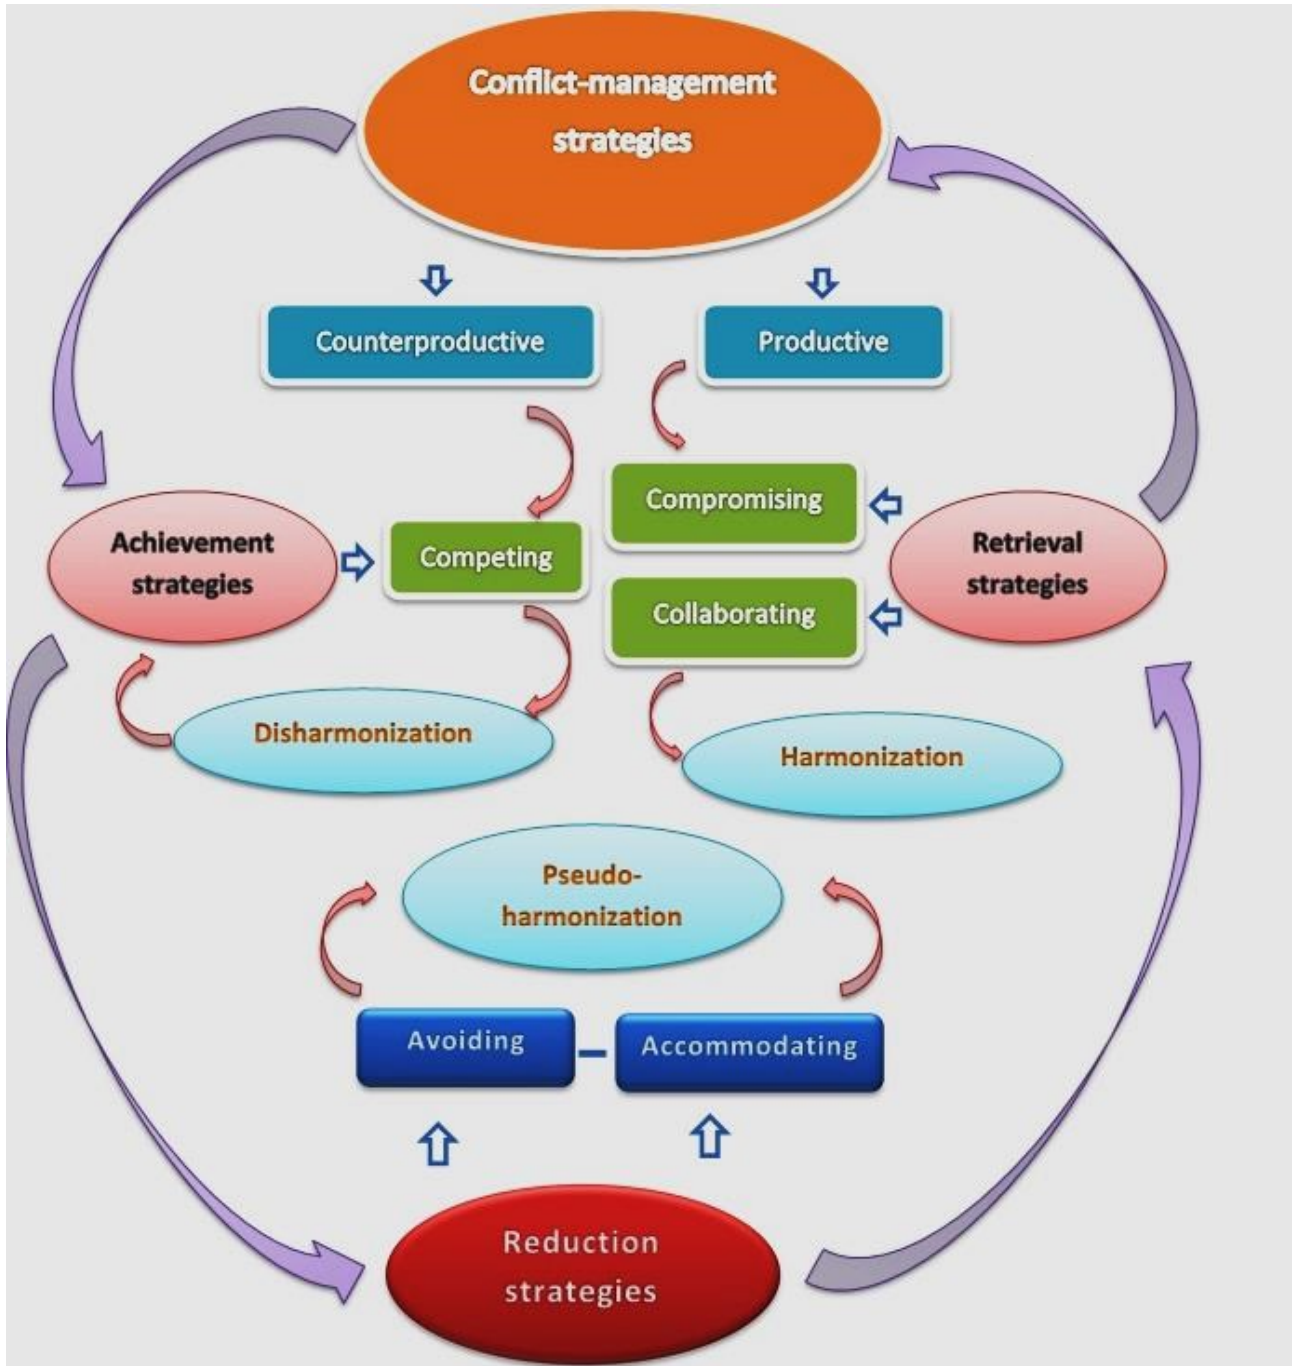 Conflict-management
strategies
Counterproductive
Productive
Compromising
Achievement
strategies
Competing
Retrieval
strategies
Collaborating
Disharmonization
Harmonization
Pseudo-
harmonization
Avoiding
Accommodating
Reduction
strategies